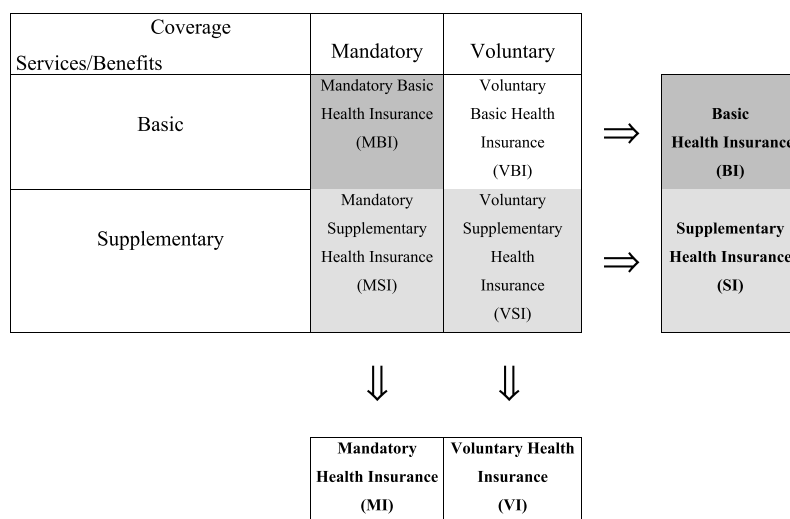 Coverage
Services/Benefits
Mandatory
Voluntary
Basic
Mandatory Basic
Health Insurance
(MBI)
Voluntary
Basic Health
Insurance
(VBI)
⇒
Basic
Health Insurance
(BI)
Supplementary
Mandatory
Supplementary
Health Insurance
(MSI)
Voluntary
Supplementary
Health
Insurance
(VSI)
⇒
Supplementary
Health Insurance
(SI)
⇓
⇓
Mandatory
Health Insurance
(MI)
Voluntary Health
Insurance
(VI)